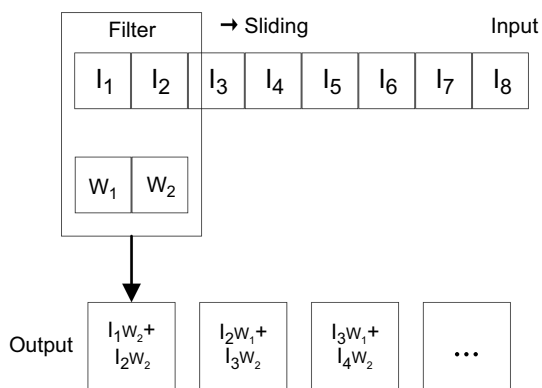 Filter → Sliding Input
I₁ I₂ I₃ I₄ I₅ I₆ I₇ I₈
W₁ W₂
Output
I₁W₂+
I₂W₂
I₂W₁+
I₃W₂
I₃W₁+
I₄W₂
...